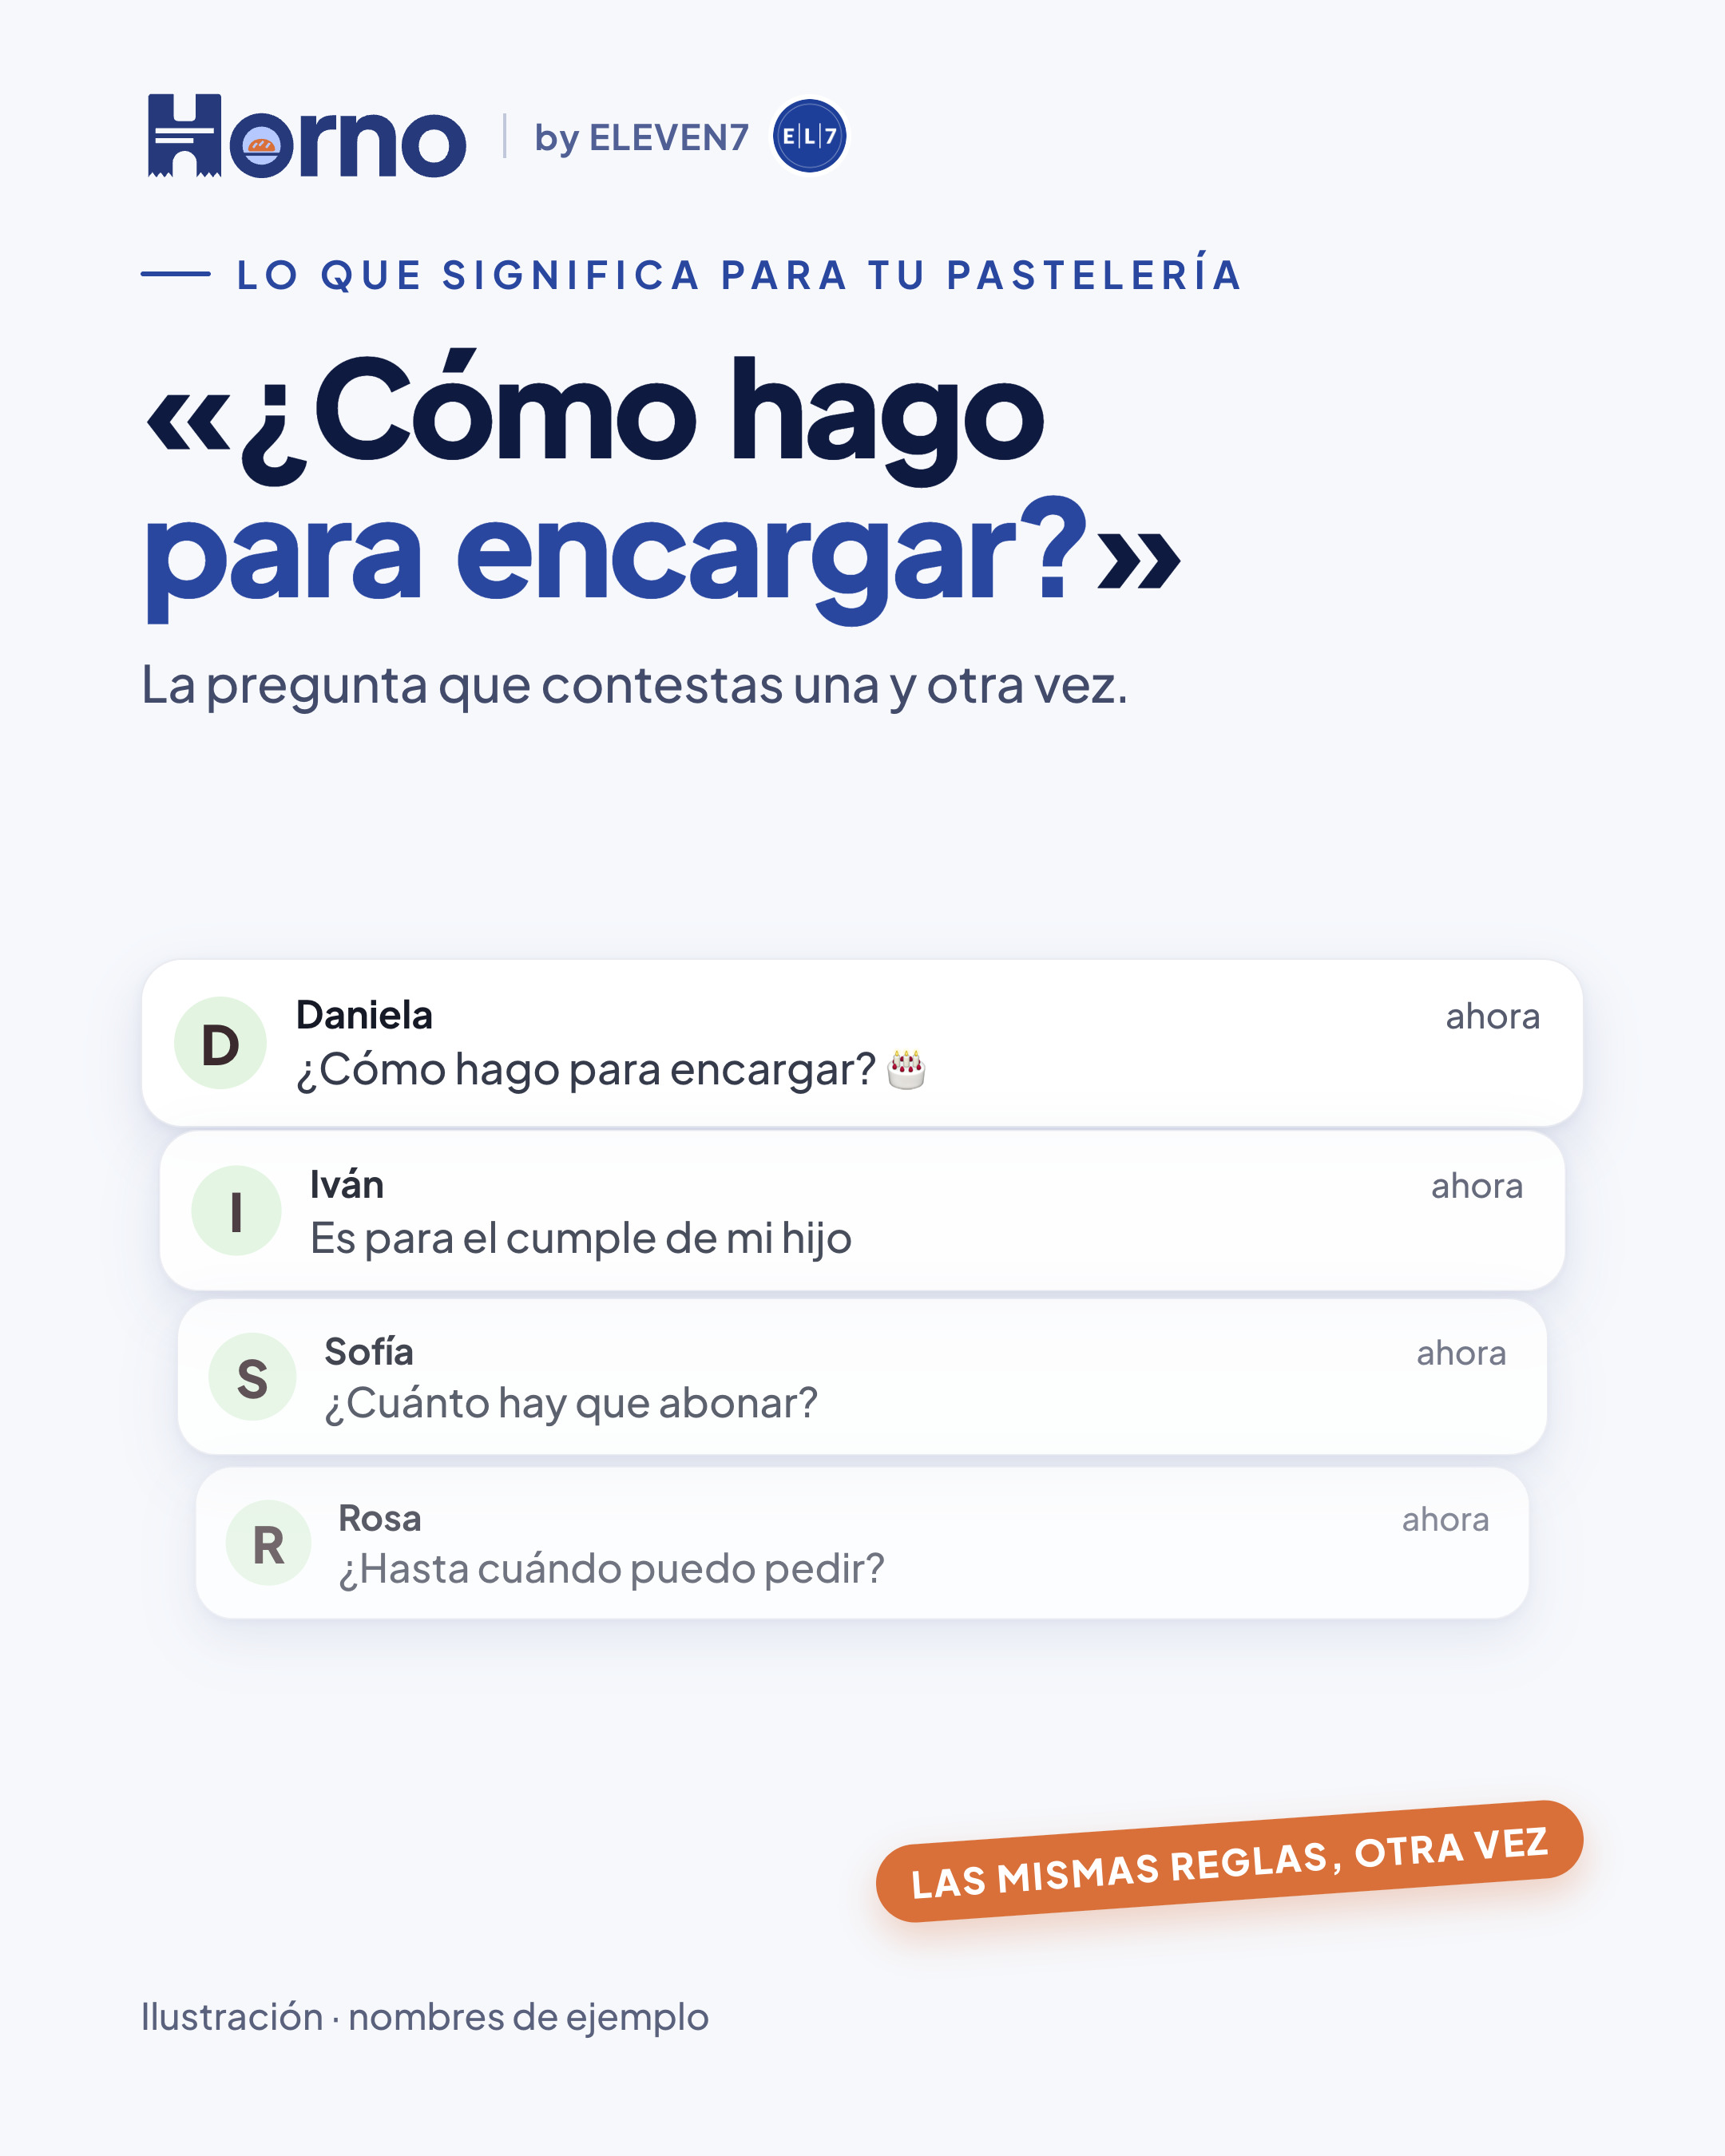 Horno | by ELEVEN7 E|L|7
LO QUE SIGNIFICA PARA TU PASTELERÍA
«¿Cómo hago
para encargar?»
La pregunta que contestas una y otra vez.
D
Daniela
ahora
¿Cómo hago para encargar? 🎂
I
Iván
ahora
Es para el cumple de mi hijo
S
Sofía
ahora
¿Cuánto hay que abonar?
R
Rosa
ahora
¿Hasta cuándo puedo pedir?
LAS MISMAS REGLAS, OTRA VEZ
Ilustración · nombres de ejemplo